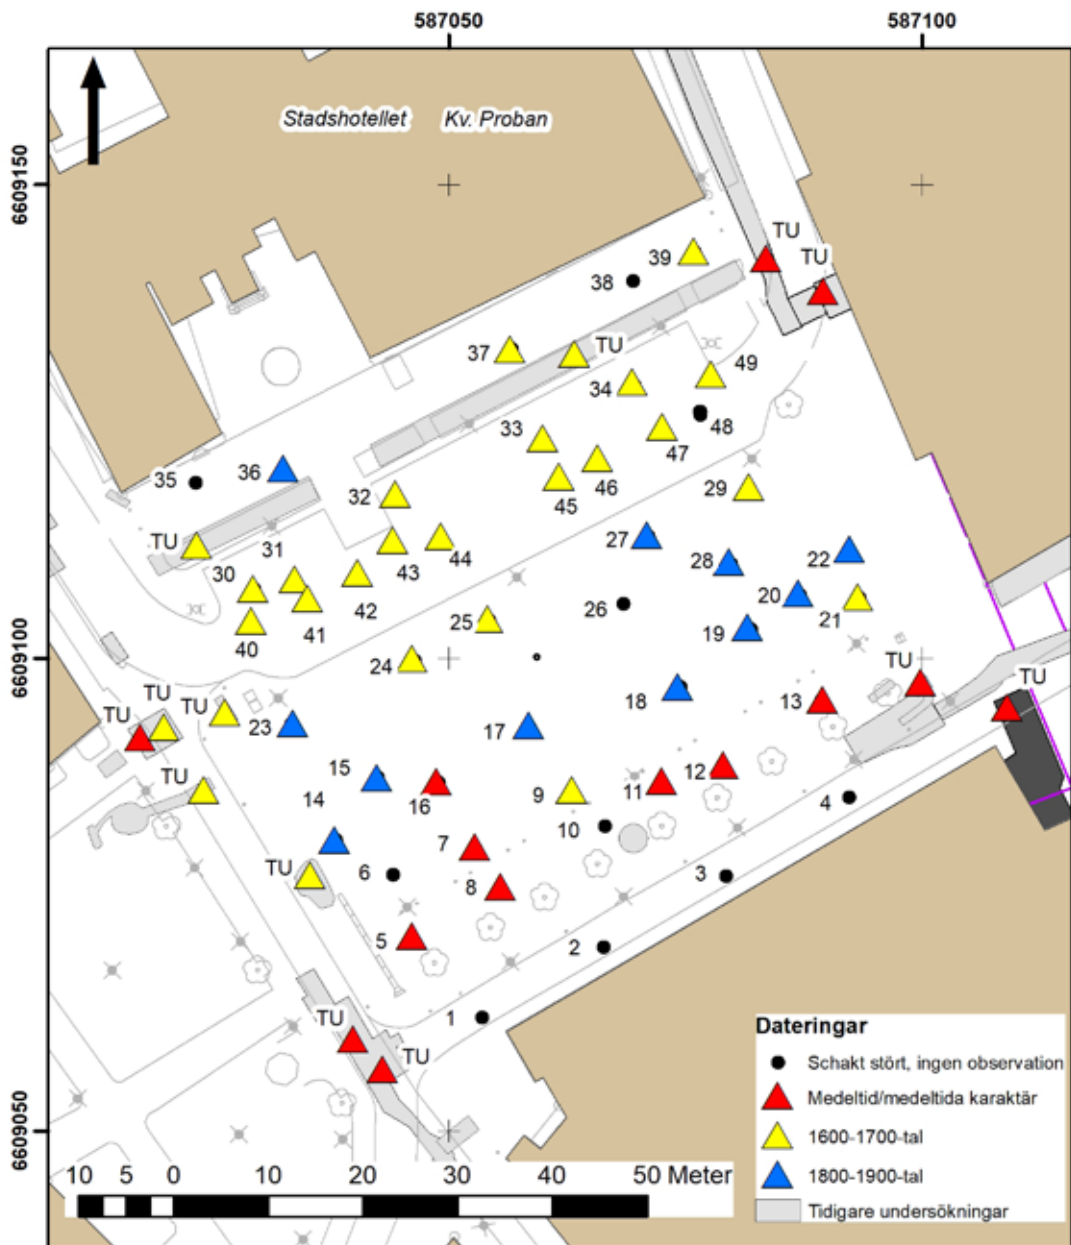 587050 587100
Stadshotellet Kv. Proban
6609150
TU
39
TU
38
37
TU
49
34
48
33
47
35
36
46
45
32
29
TU
31
27
44
43
28
22
30
42
20
41
26
21
40
25
19
6609100
24
TU
TU
TU
18
13
TU
TU
23
17
15
12
TU
16
11
14
9
4
10
7
TU
6
3
8
5
2
1
TU
TU
Dateringar
Schakt stört, ingen observation
Medeltid/medeltida karaktär
1600-1700-tal
1800-1900-tal
Tidigare undersökningar
6609050
10 5 0 10 20 30 40 50 Meter